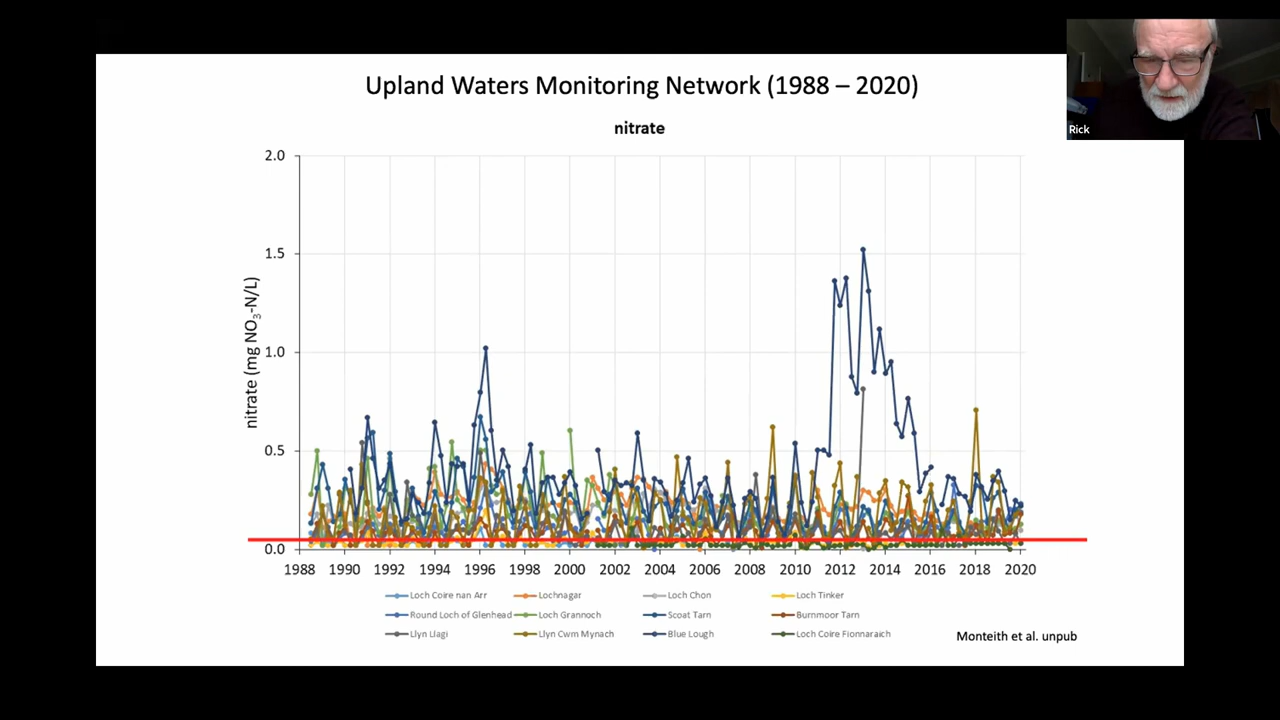 Upland Waters Monitoring Network (1988 – 2020)
Rick
nitrate
nitrate (mg NO3-N/L)
2.0
1.5
1.0
0.5
0.0
1988 1990 1992 1994 1996 1998 2000 2002 2004 2006 2008 2010 2012 2014 2016 2018 2020
Loch Coire nan Arr Lochnagar Loch Chon Loch Tinker
Round Loch of Glenhead Loch Grannoch Scoat Tarn Burnmoor Tarn
Llyn Llagi Llyn Cwm Mynach Blue Lough Loch Coire Fionnaraich
Monteith et al. unpub